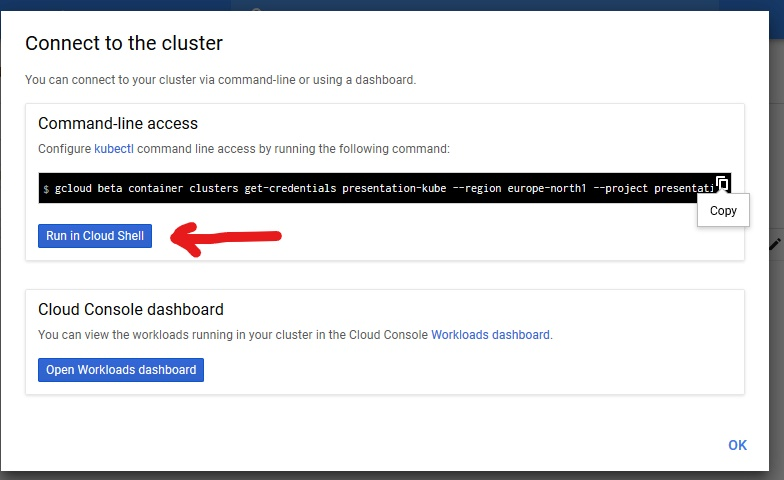 Connect to the cluster
You can connect to your cluster via command-line or using a dashboard.
Command-line access
Configure kubectl command line access by running the following command:
$ gcloud beta container clusters get-credentials presentation-kube --region europe-north1 --project presentati
Copy
Run in Cloud Shell
Cloud Console dashboard
You can view the workloads running in your cluster in the Cloud Console Workloads dashboard.
Open Workloads dashboard
OK